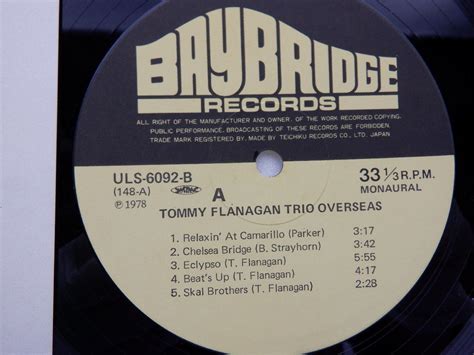 BAYBRIDGE
RECORDS
ALL RIGHT OF THE MANUFACTURER AND OWNER. OF THE WORK RECORDED COPYING.
PUBLIC PERFORMANCE, BROADCASTING OF THESE RECORDS ARE FORBIDDEN.
TRADE MARK REGISTERED BY. MADE BY TEICHIKU RECORDS CO., LTD. JAPAN
ULS-6092-B
(148-A)
℗ 1978
A
33 1/3 R.P.M.
MONAURAL
TOMMY FLANAGAN TRIO OVERSEAS
1. Relaxin' At Camarillo (Parker) 3:17
2. Chelsea Bridge (B. Strayhorn) 3:42
3. Eclypso (T. Flanagan) 5:55
4. Beat's Up (T. Flanagan) 4:17
5. Skal Brothers (T. Flanagan) 2:28